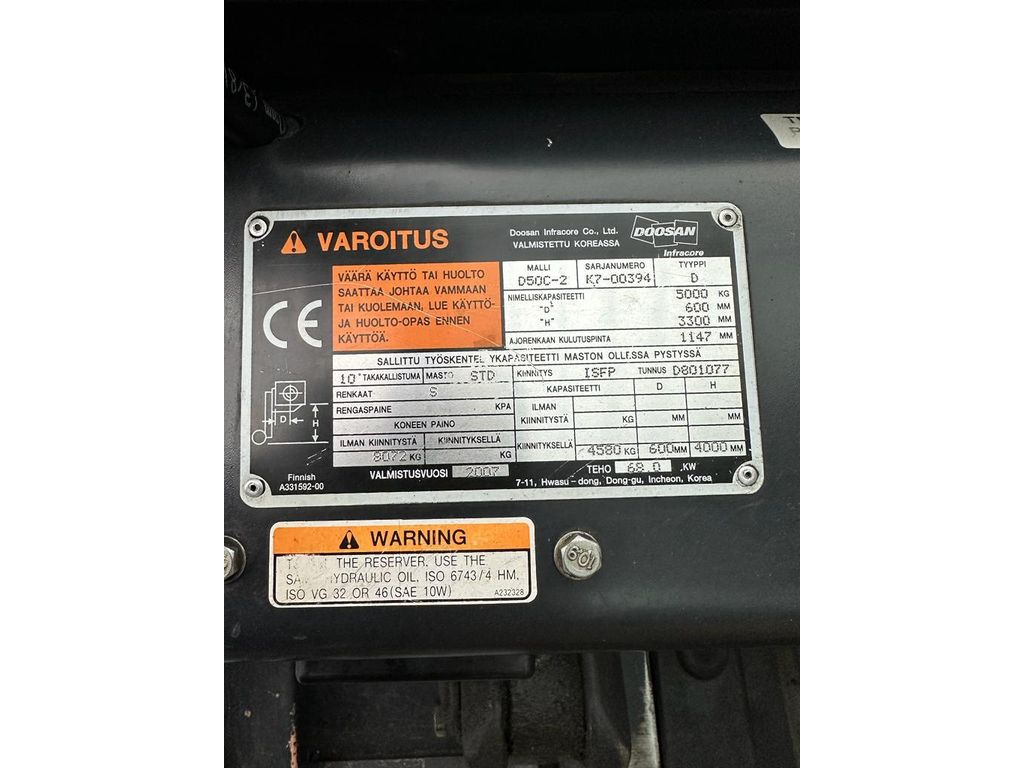 VAROITUS
Doosan Infracore Co., Ltd.
VALMISTETTU KOREASSA
DOOSAN
Infracore
VÄÄRÄ KÄYTTÖ TAI HUOLTO
SAATTAA JOHTAA VAMMAAN
TAI KUOLEMAAN, LUE KÄYTTÖ-
JA HUOLTO-OPAS ENNEN
KÄYTTÖÄ.
CE
MALLI SARJANUMERO TYYPPI
D50C-2 K7-00394 D
NIMELLISKAPASITEETTI 5000 KG
"D" 600 MM
"H" 3300 MM
AJORENKAAN KULUTUSPINTA 1147 MM
SALLITTU TYÖSKENTELYKAPASITEETTI MASTON OLLESSA PYSTYSSÄ
10° TAKAKALLISTUMA MASTO STD KIINNITYS ISFP TUNNUS D801077
RENKAAT S KAPASITEETTI D H
RENGASPAINE KPA ILMAN
KIINNITYSTÄ KG MM MM
KONEEN PAINO
ILMAN KIINNITYSTÄ KIINNITYKSELLÄ
8072 KG KG
KIINNITYKSELLÄ 4580 KG 600 MM 4000 MM
VALMISTUSVUOSI 2007 TEHO 68.0 .KW
7-11, Hwasu-dong, Dong-gu, Incheon, Korea
D
H
Finnish
A331592-00
WARNING
THE RESERVER. USE THE
HYDRAULIC OIL. ISO 6743/4 HM,
ISO VG 32 OR 46(SAE 10W)
A232328
10.9